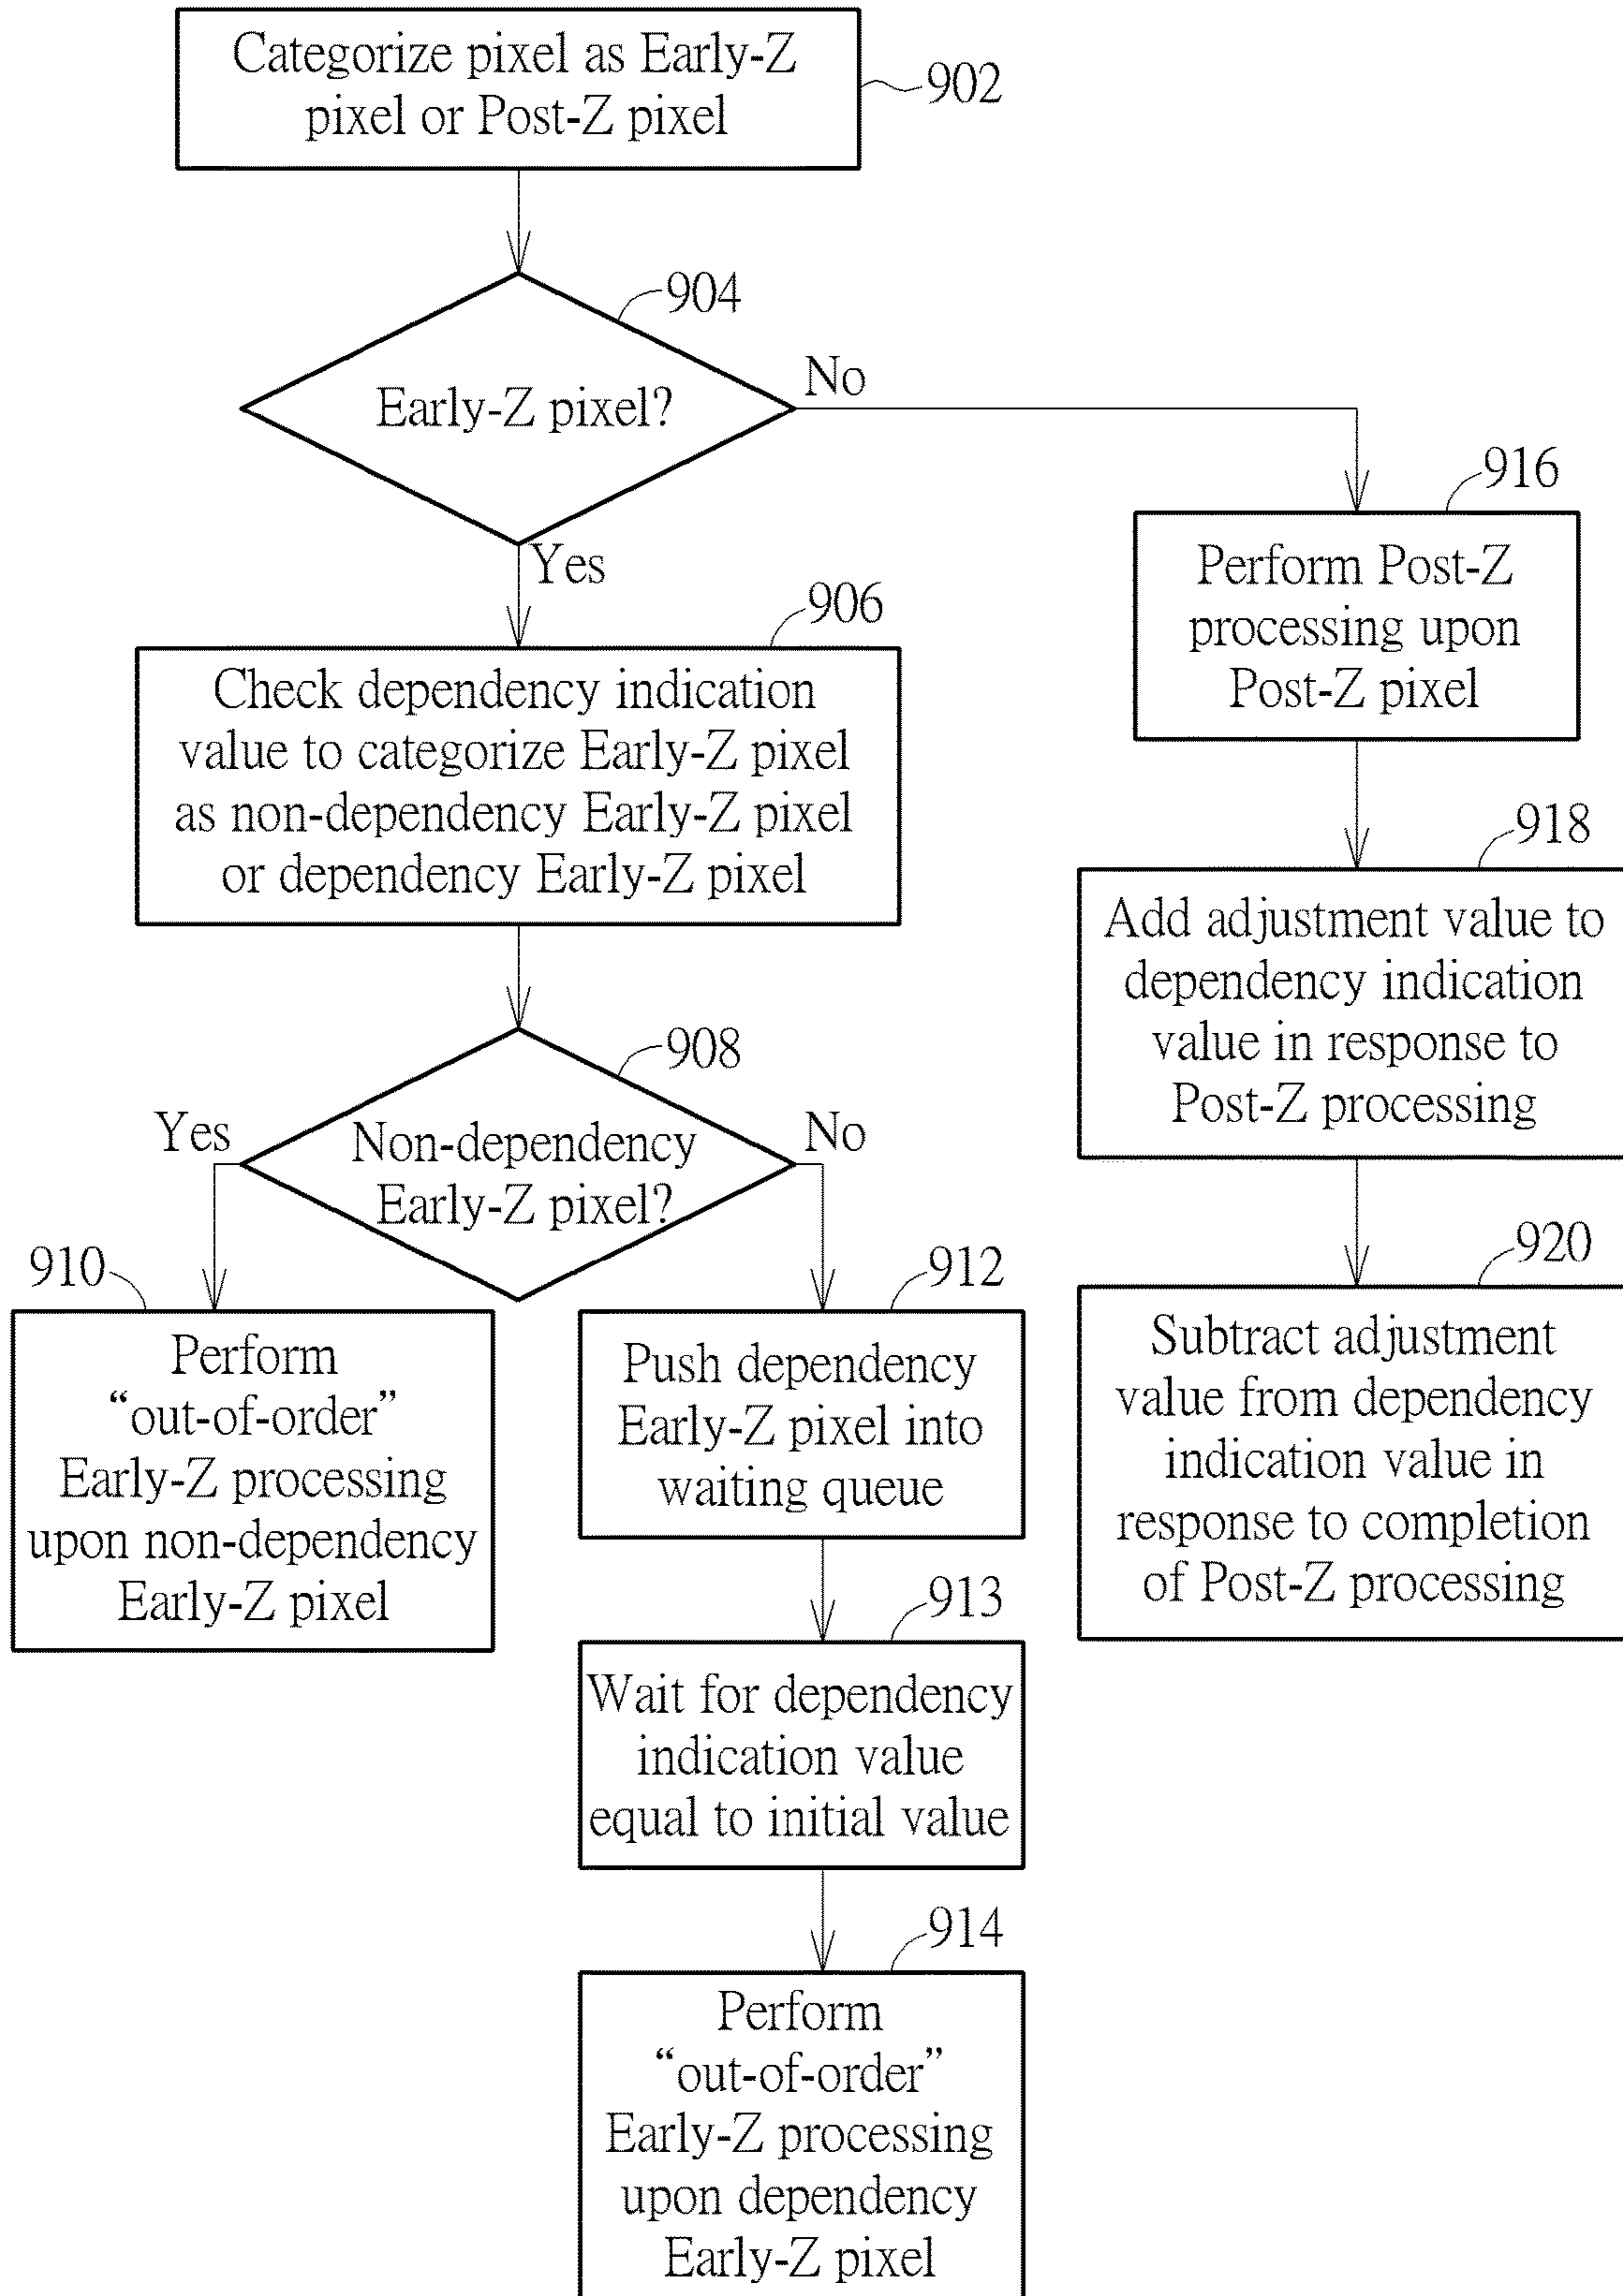 Categorize pixel as Early-Z
pixel or Post-Z pixel
902
904
Early-Z pixel?
No
Yes
916
Perform Post-Z
processing upon
Post-Z pixel
906
Check dependency indication
value to categorize Early-Z pixel
as non-dependency Early-Z pixel
or dependency Early-Z pixel
918
Add adjustment value to
dependency indication
value in response to
Post-Z processing
908
Yes
Non-dependency
Early-Z pixel?
No
910
Perform
“out-of-order”
Early-Z processing
upon non-dependency
Early-Z pixel
912
Push dependency
Early-Z pixel into
waiting queue
920
Subtract adjustment
value from dependency
indication value in
response to completion
of Post-Z processing
913
Wait for dependency
indication value
equal to initial value
914
Perform
“out-of-order”
Early-Z processing
upon dependency
Early-Z pixel